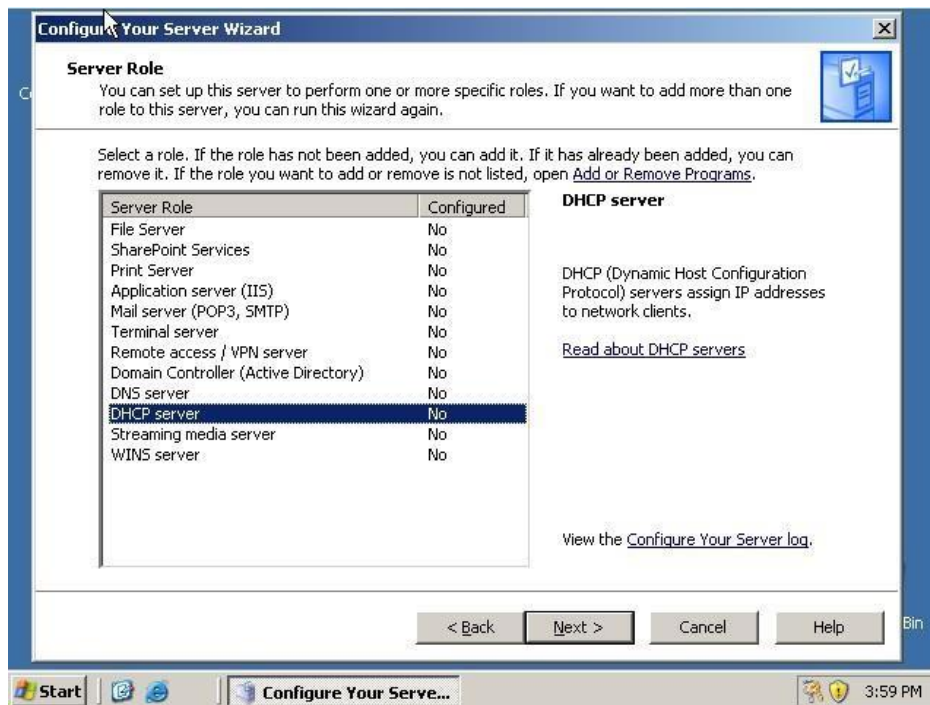 Configure Your Server Wizard
Server Role
You can set up this server to perform one or more specific roles. If you want to add more than one
role to this server, you can run this wizard again.
Select a role. If the role has not been added, you can add it. If it has already been added, you can
remove it. If the role you want to add or remove is not listed, open Add or Remove Programs.
Server Role Configured
File Server No
SharePoint Services No
Print Server No
Application server (IIS) No
Mail server (POP3, SMTP) No
Terminal server No
Remote access / VPN server No
Domain Controller (Active Directory) No
DNS server No
DHCP server No
Streaming media server No
WINS server No
DHCP server
DHCP (Dynamic Host Configuration
Protocol) servers assign IP addresses
to network clients.
Read about DHCP servers
View the Configure Your Server log.
< Back Next > Cancel Help
Bin
Start Configure Your Serve... 3:59 PM